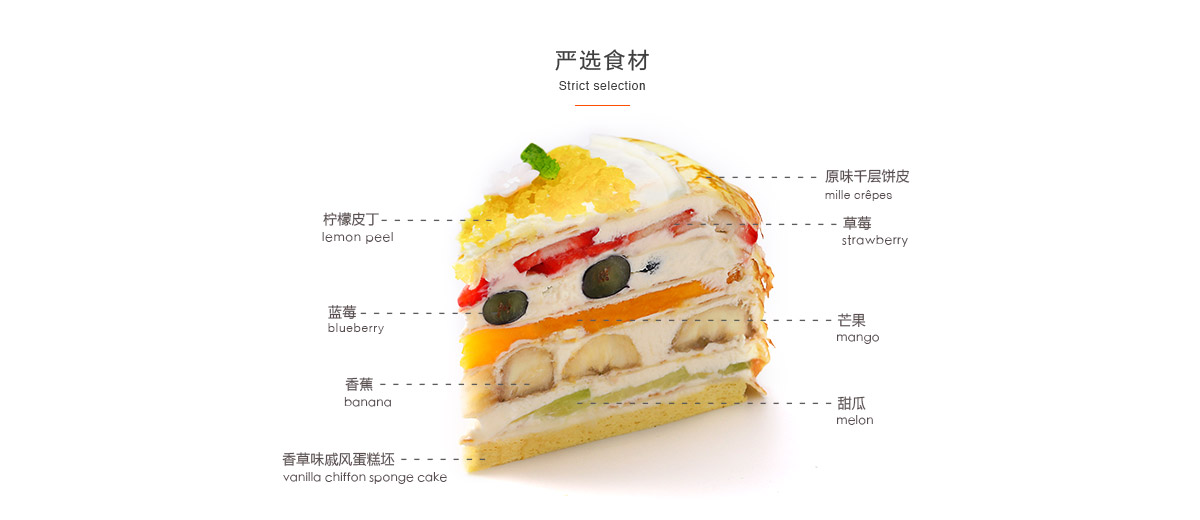 严选食材
Strict selection
原味千层饼皮
mille crêpes
柠檬皮丁
lemon peel
草莓
strawberry
蓝莓
blueberry
芒果
mango
香蕉
banana
甜瓜
melon
香草味戚风蛋糕坯
vanilla chiffon sponge cake